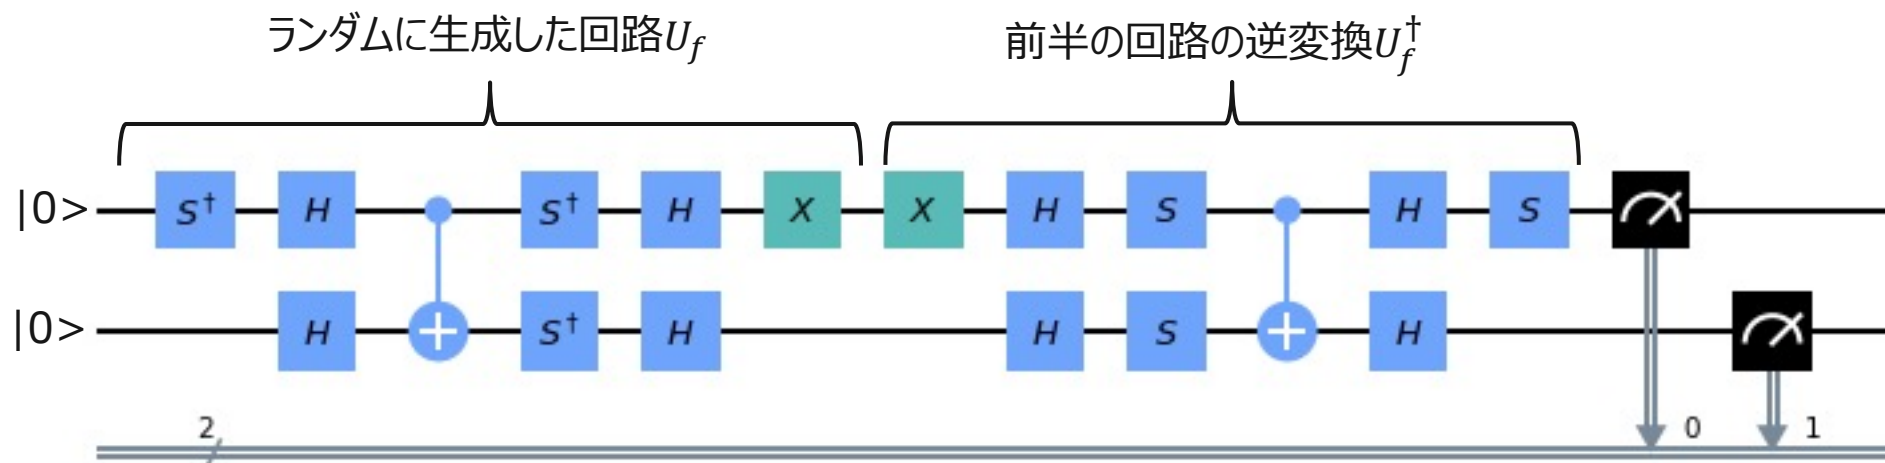 ランダムに生成した回路U_f 前半の回路の逆変換U_f^†
|0> S† H S† H X X H S H S
|0> H S† H H S H
2 0 1